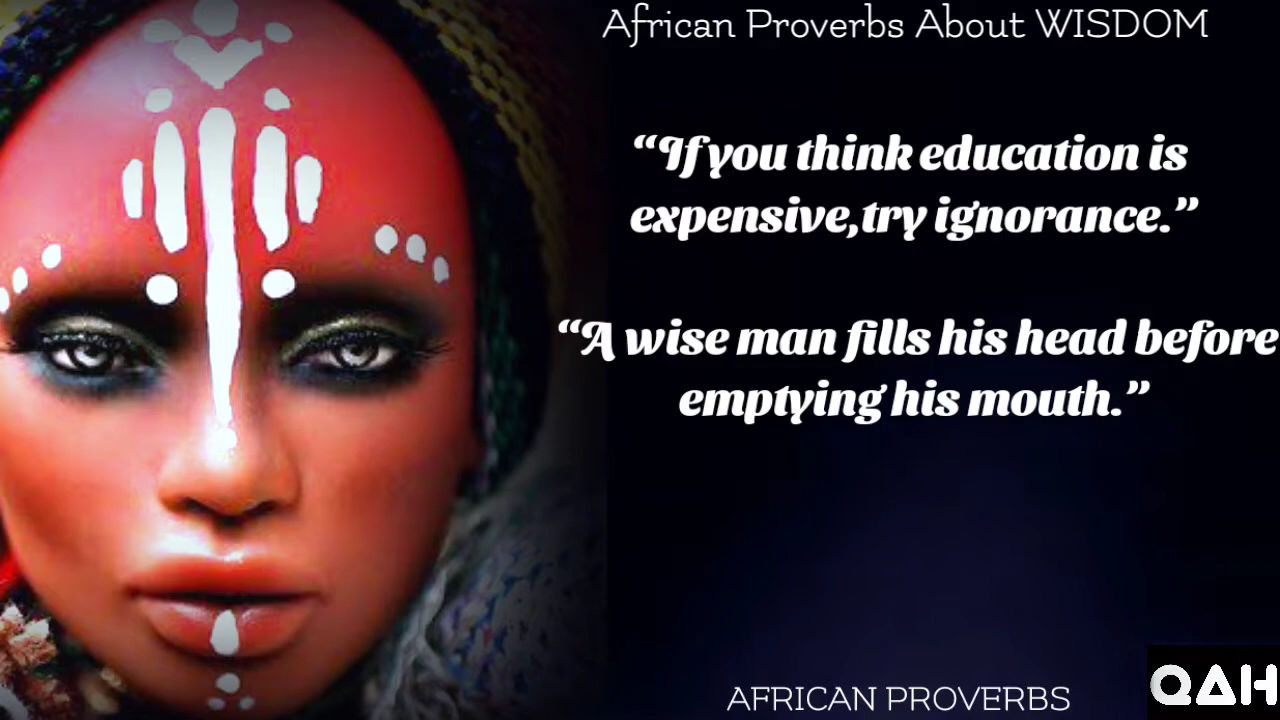 African Proverbs About WISDOM
“If you think education is
expensive,try ignorance.”
“A wise man fills his head before
emptying his mouth.”
AFRICAN PROVERBS
QAH